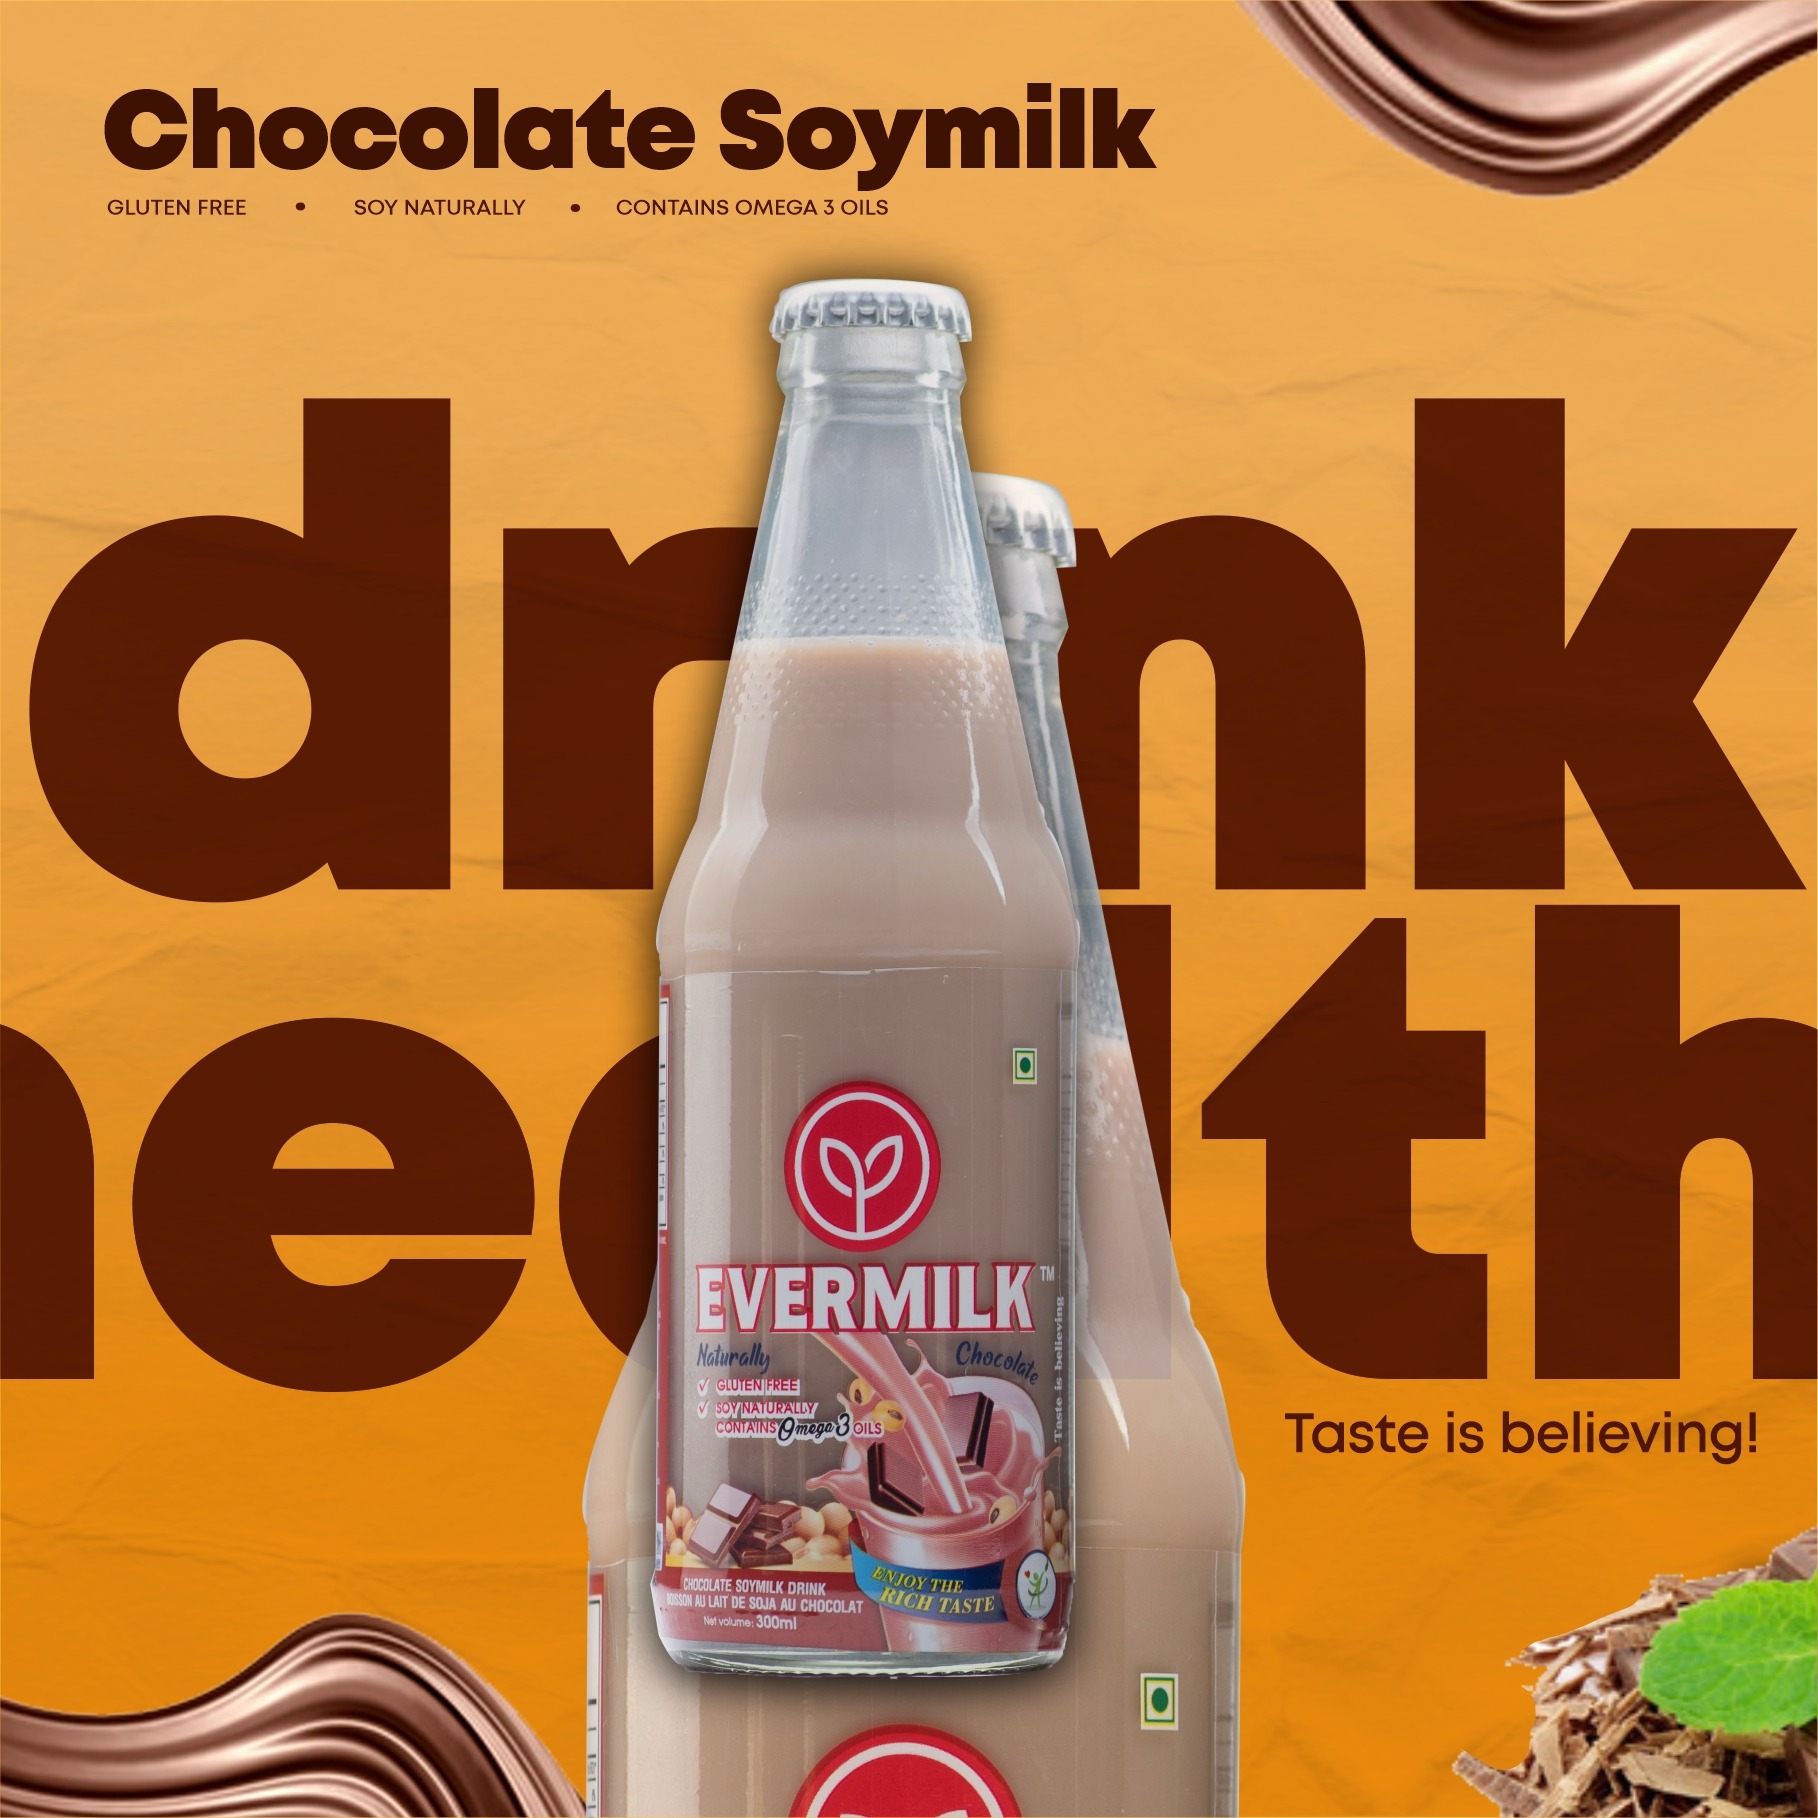 Chocolate Soymilk
GLUTEN FREE • SOY NATURALLY • CONTAINS OMEGA 3 OILS
drnk
health
EVERMILK™
Naturally Chocolate
GLUTEN FREE
SOY NATURALLY
CONTAINS Omega 3 OILS
Taste is believing
ENJOY THE
RICH TASTE
CHOCOLATE SOYMILK DRINK
BOISSON AU LAIT DE SOJA AU CHOCOLAT
Net volume: 300ml
Taste is believing!